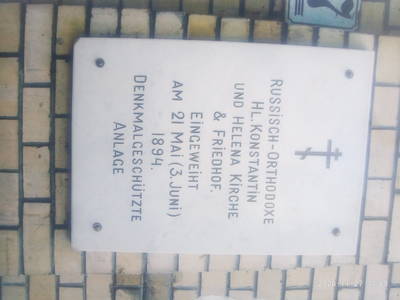 Russisch-Orthodoxe
Hl. Konstantin
und Helena Kirche
& Friedhof.
Eingeweiht
am 21 Mai (3. Juni)
1894.
Denkmalgeschützte
Anlage